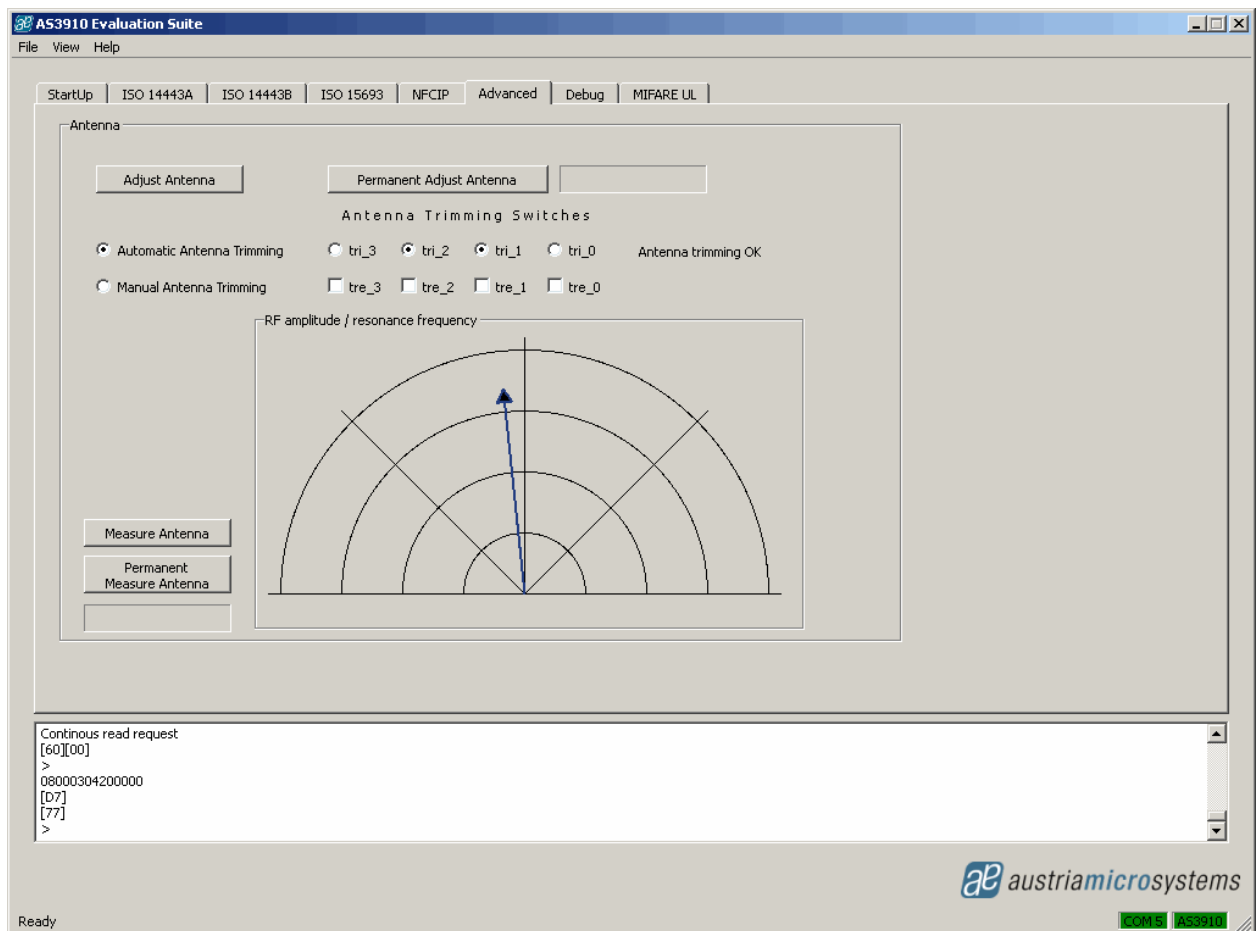 AS3910 Evaluation Suite
File View Help
StartUp ISO 14443A ISO 14443B ISO 15693 NFCIP Advanced Debug MIFARE UL
Antenna
Adjust Antenna Permanent Adjust Antenna
Antenna Trimming Switches
Automatic Antenna Trimming tri_3 tri_2 tri_1 tri_0 Antenna trimming OK
Manual Antenna Trimming tre_3 tre_2 tre_1 tre_0
RF amplitude / resonance frequency
Measure Antenna
Permanent
Measure Antenna
Continous read request
[60][00]
>
08000304200000
[D7]
[77]
>
ae austriamicrosystems
Ready COM 5 AS3910